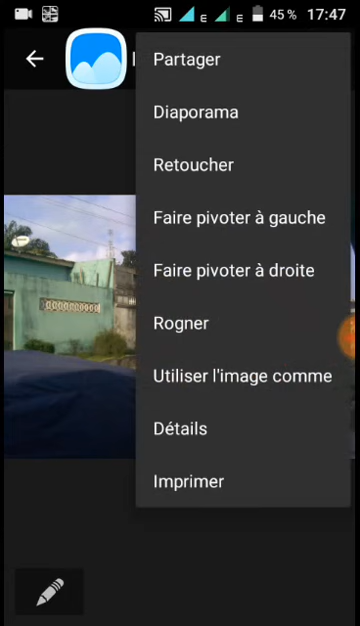 E E 45 % 17:47
Partager
Diaporama
Retoucher
Faire pivoter à gauche
Faire pivoter à droite
Rogner
Utiliser l'image comme
Détails
Imprimer